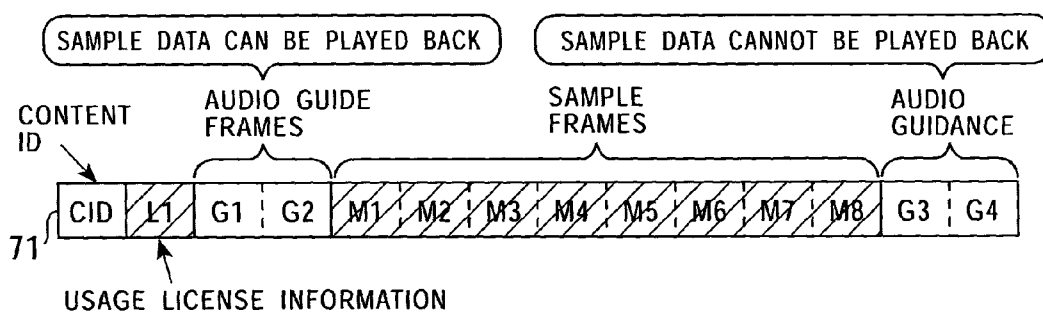 SAMPLE DATA CAN BE PLAYED BACK
SAMPLE DATA CANNOT BE PLAYED BACK
CONTENT
ID
AUDIO GUIDE
FRAMES
SAMPLE
FRAMES
AUDIO
GUIDANCE
71
CID L1 G1 G2 M1 M2 M3 M4 M5 M6 M7 M8 G3 G4
USAGE LICENSE INFORMATION